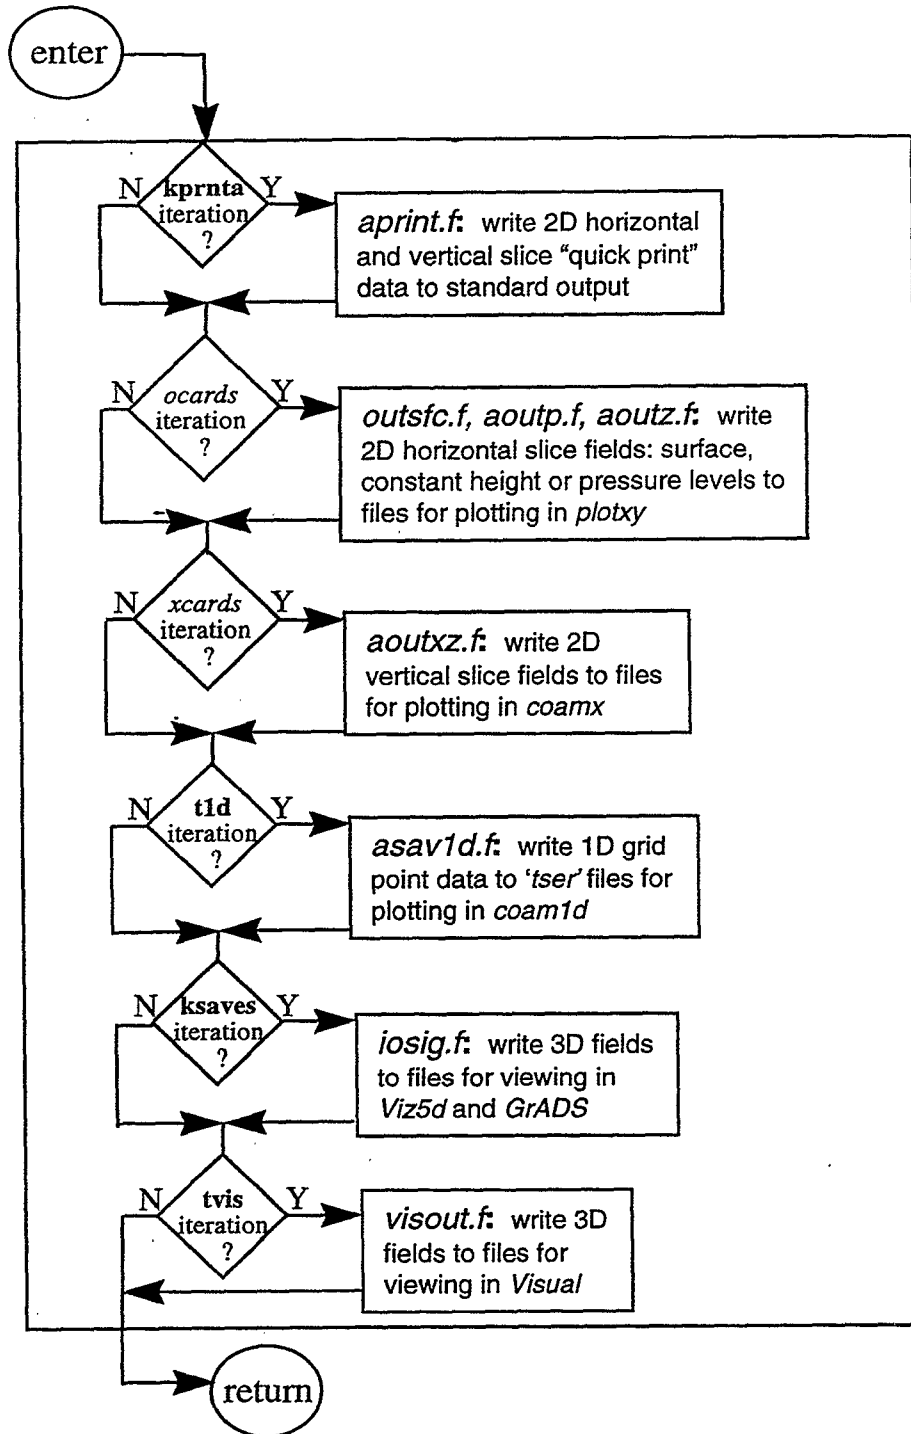 enter
N kprnta Y
iteration
?
aprint.f: write 2D horizontal
and vertical slice “quick print”
data to standard output
N ocards Y
iteration
?
outsfc.f, aoutp.f, aoutz.f: write
2D horizontal slice fields: surface,
constant height or pressure levels to
files for plotting in plotxy
N xcards Y
iteration
?
aoutxz.f: write 2D
vertical slice fields to files
for plotting in coamx
N t1d Y
iteration
?
asav1d.f: write 1D grid
point data to ‘tser’ files for
plotting in coam1d
N ksaves Y
iteration
?
iosig.f: write 3D fields
to files for viewing in
Viz5d and GrADS
N tvis Y
iteration
?
visout.f: write 3D
fields to files for
viewing in Visual
return